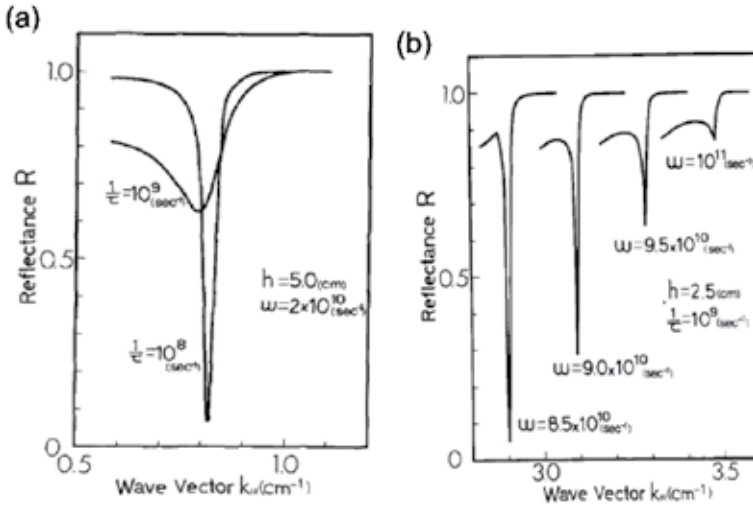 (a)
1.0
0.5
0
Reflectance R
1/τ=10⁹(sec⁻¹)
1/τ=10⁸(sec⁻¹)
h=5.0(cm)
ω=2×10¹⁰(sec⁻¹)
0.5
1.0
Wave Vector k∥(cm⁻¹)
(b)
1.0
0.5
0
Reflectance R
ω=10¹¹(sec⁻¹)
ω=9.5×10¹⁰(sec⁻¹)
h=2.5(cm)
1/τ=10⁹(sec⁻¹)
ω=9.0×10¹⁰(sec⁻¹)
ω=8.5×10¹⁰(sec⁻¹)
3.0
3.5
Wave Vector k∥(cm⁻¹)